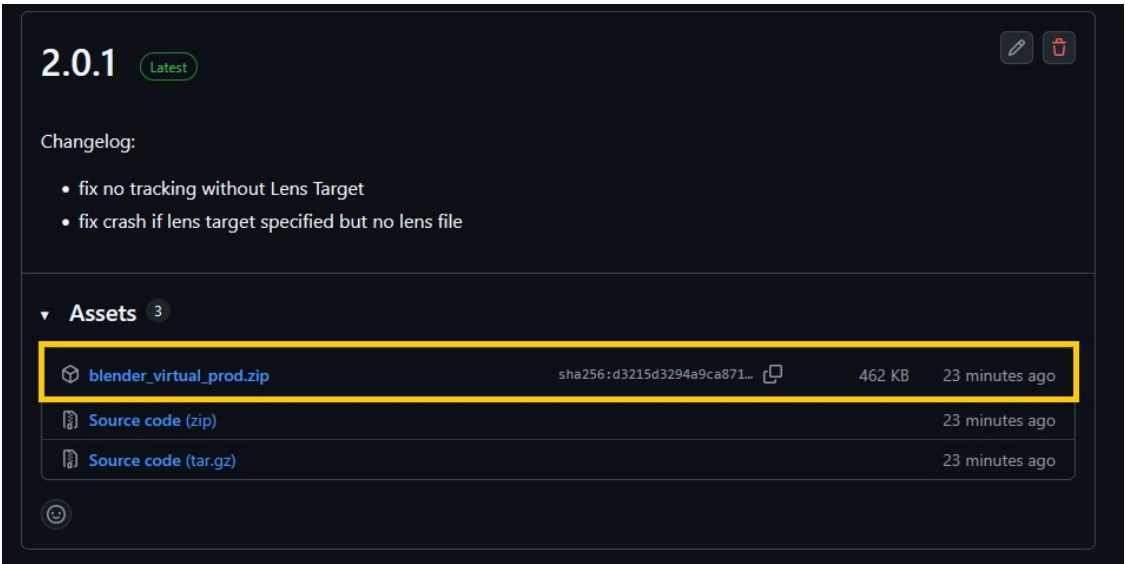 2.0.1 Latest
Changelog:
• fix no tracking without Lens Target
• fix crash if lens target specified but no lens file
Assets 3
blender_virtual_prod.zip sha256:d3215d3294a9ca871… 462 KB 23 minutes ago
Source code (zip) 23 minutes ago
Source code (tar.gz) 23 minutes ago